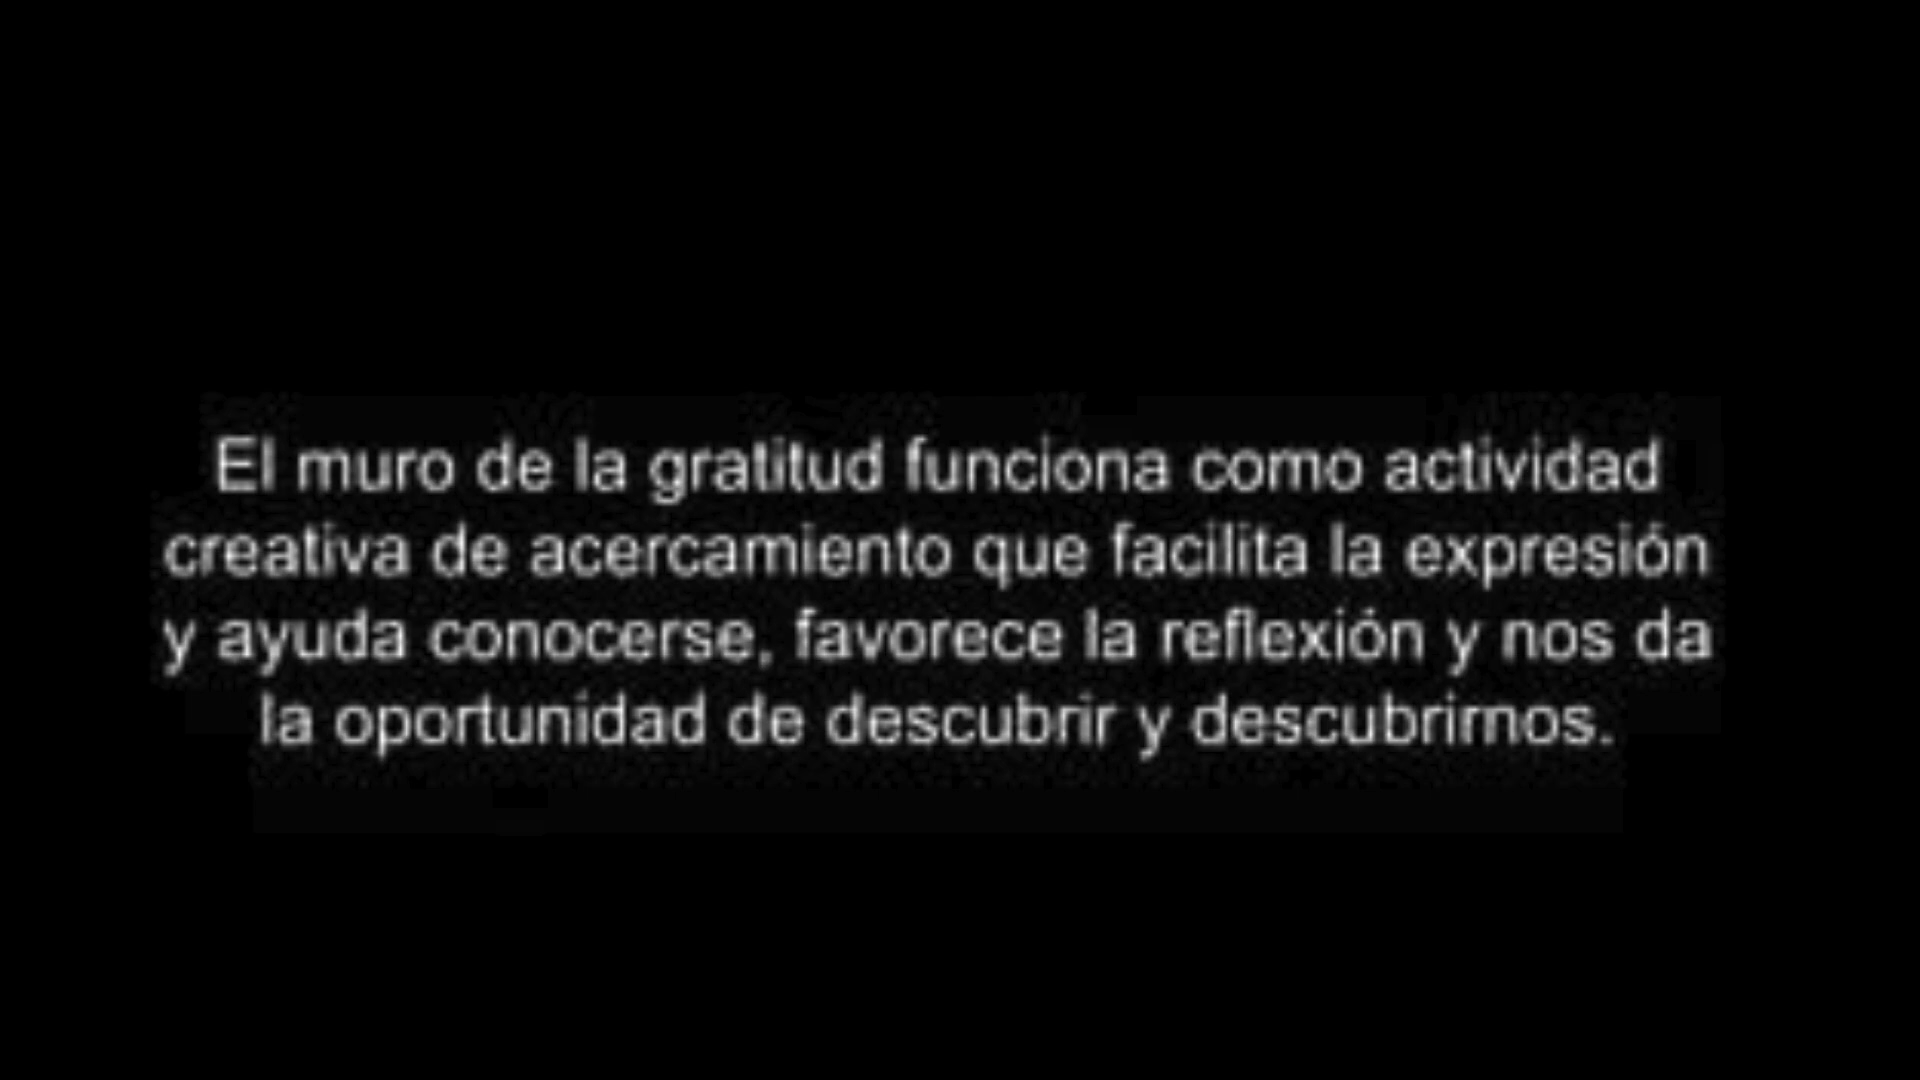 El muro de la gratitud funciona como actividad
creativa de acercamiento que facilita la expresión
y ayuda conocerse, favorece la reflexión y nos da
la oportunidad de descubrir y descubrirnos.